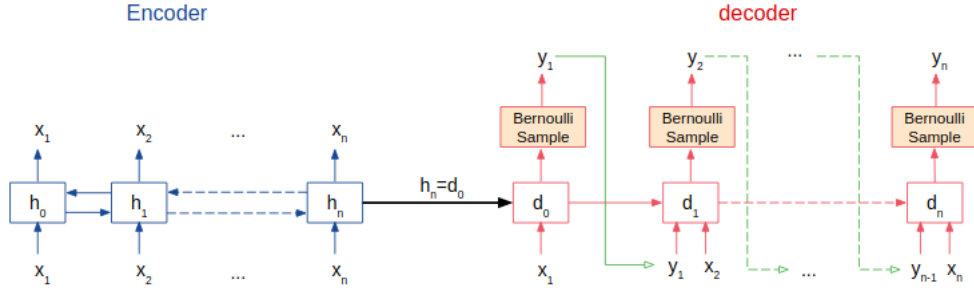 Encoder
decoder
y1 y2 ... yn
Bernoulli Sample
Bernoulli Sample
Bernoulli Sample
x1 x2 ... xn
h0 h1 hn
hn=d0
d0 d1 dn
x1 x2 ... xn
x1 y1 x2 ... yn-1 xn